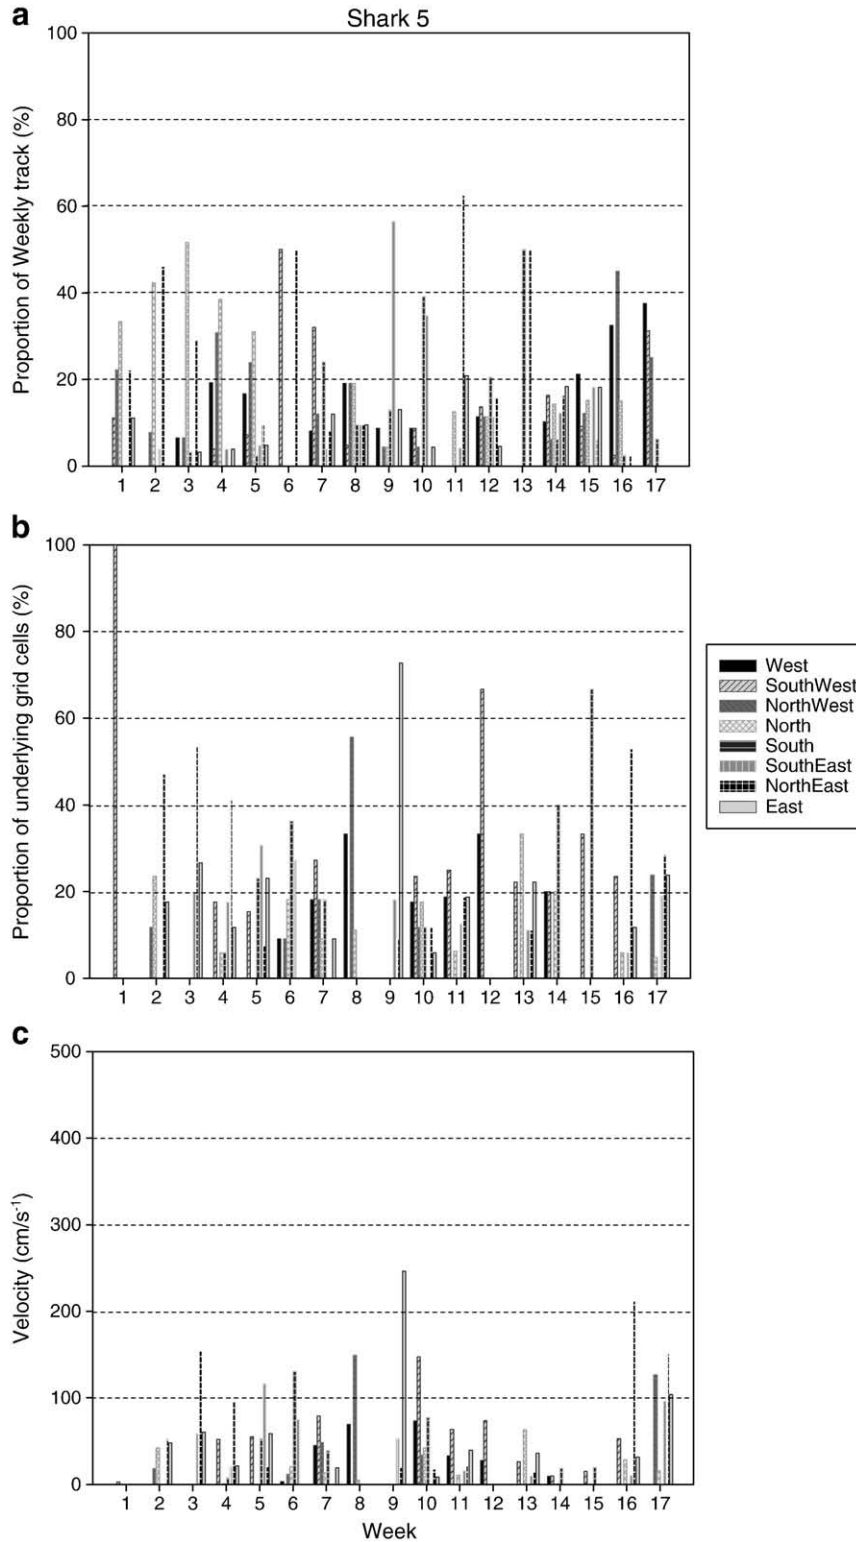 a
Shark 5
Proportion of Weekly track (%)
100
80
60
40
20
0
1 2 3 4 5 6 7 8 9 10 11 12 13 14 15 16 17
b
Proportion of underlying grid cells (%)
100
80
60
40
20
0
1 2 3 4 5 6 7 8 9 10 11 12 13 14 15 16 17
West
SouthWest
NorthWest
North
South
SouthEast
NorthEast
East
c
Velocity (cm/s⁻¹)
500
400
300
200
100
0
1 2 3 4 5 6 7 8 9 10 11 12 13 14 15 16 17
Week